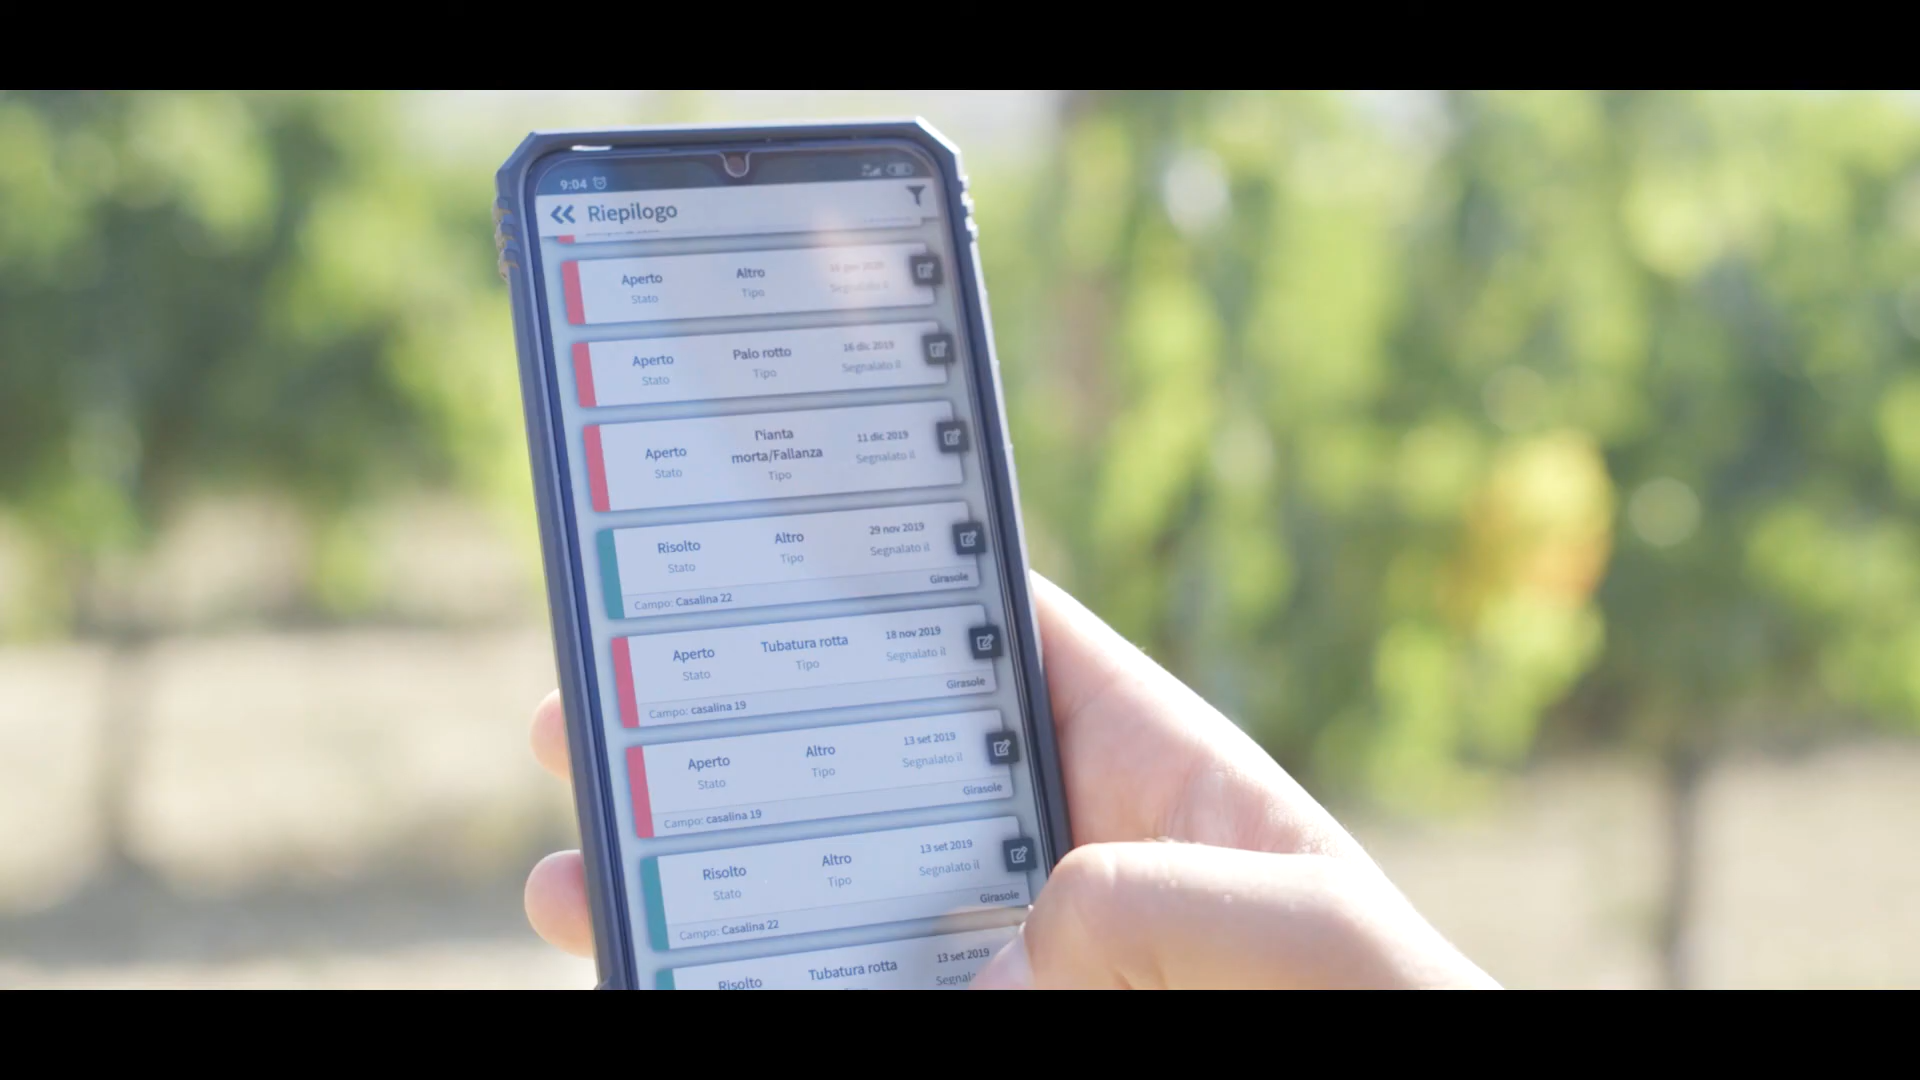 9:04
Riepilogo
Aperto Altro
Stato Tipo Segnalato il
Aperto Palo rotto 16 dic 2019
Stato Tipo Segnalato il
Pianta
Aperto morta/Fallanza 11 dic 2019
Stato Tipo Segnalato il
Risolto Altro 29 nov 2019
Stato Tipo Segnalato il
Girasole
Campo: Casalina 22
Aperto Tubatura rotta 18 nov 2019
Stato Tipo Segnalato il
Girasole
Campo: casalina 19
Aperto Altro 13 set 2019
Stato Tipo Segnalato il
Girasole
Campo: casalina 19
Risolto Altro 13 set 2019
Stato Tipo Segnalato il
Girasole
Campo: Casalina 22
Risolto Tubatura rotta 13 set 2019